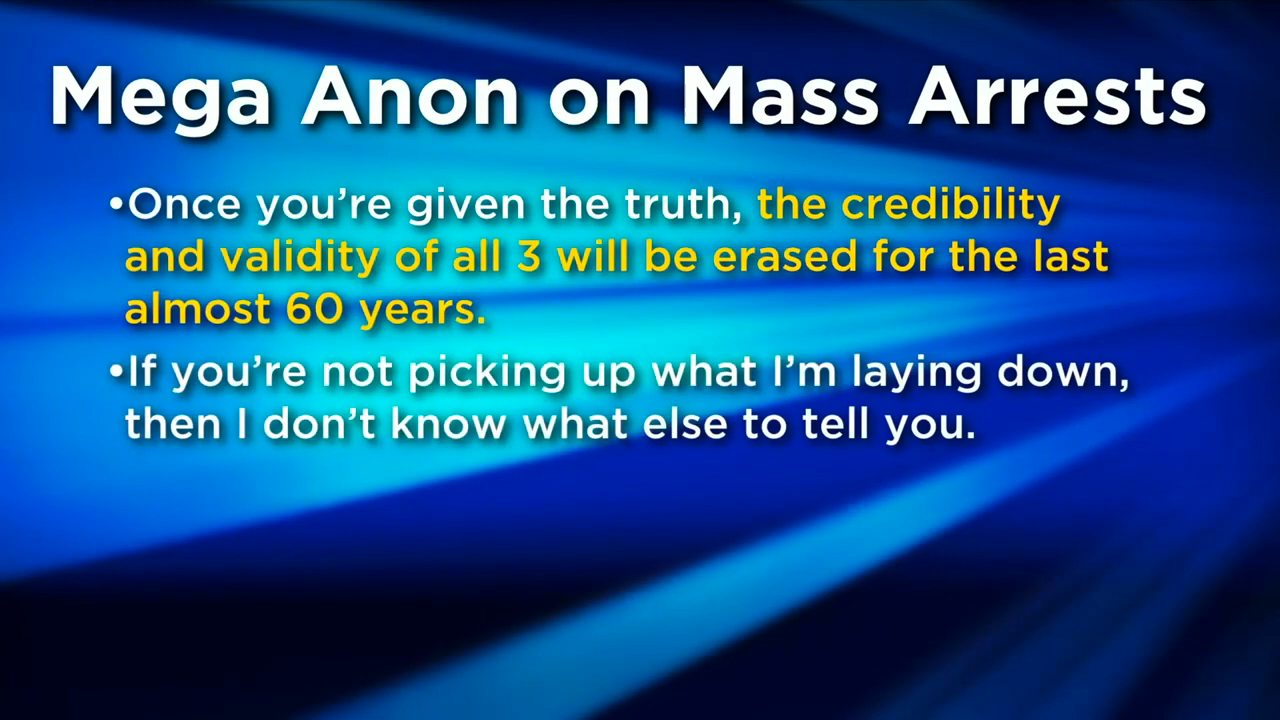 Mega Anon on Mass Arrests
•Once you’re given the truth, the credibility
and validity of all 3 will be erased for the last
almost 60 years.
•If you’re not picking up what I’m laying down,
then I don’t know what else to tell you.